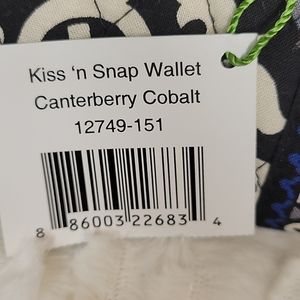 Kiss 'n Snap Wallet
Canterberry Cobalt
12749-151
8 86003 22683 4